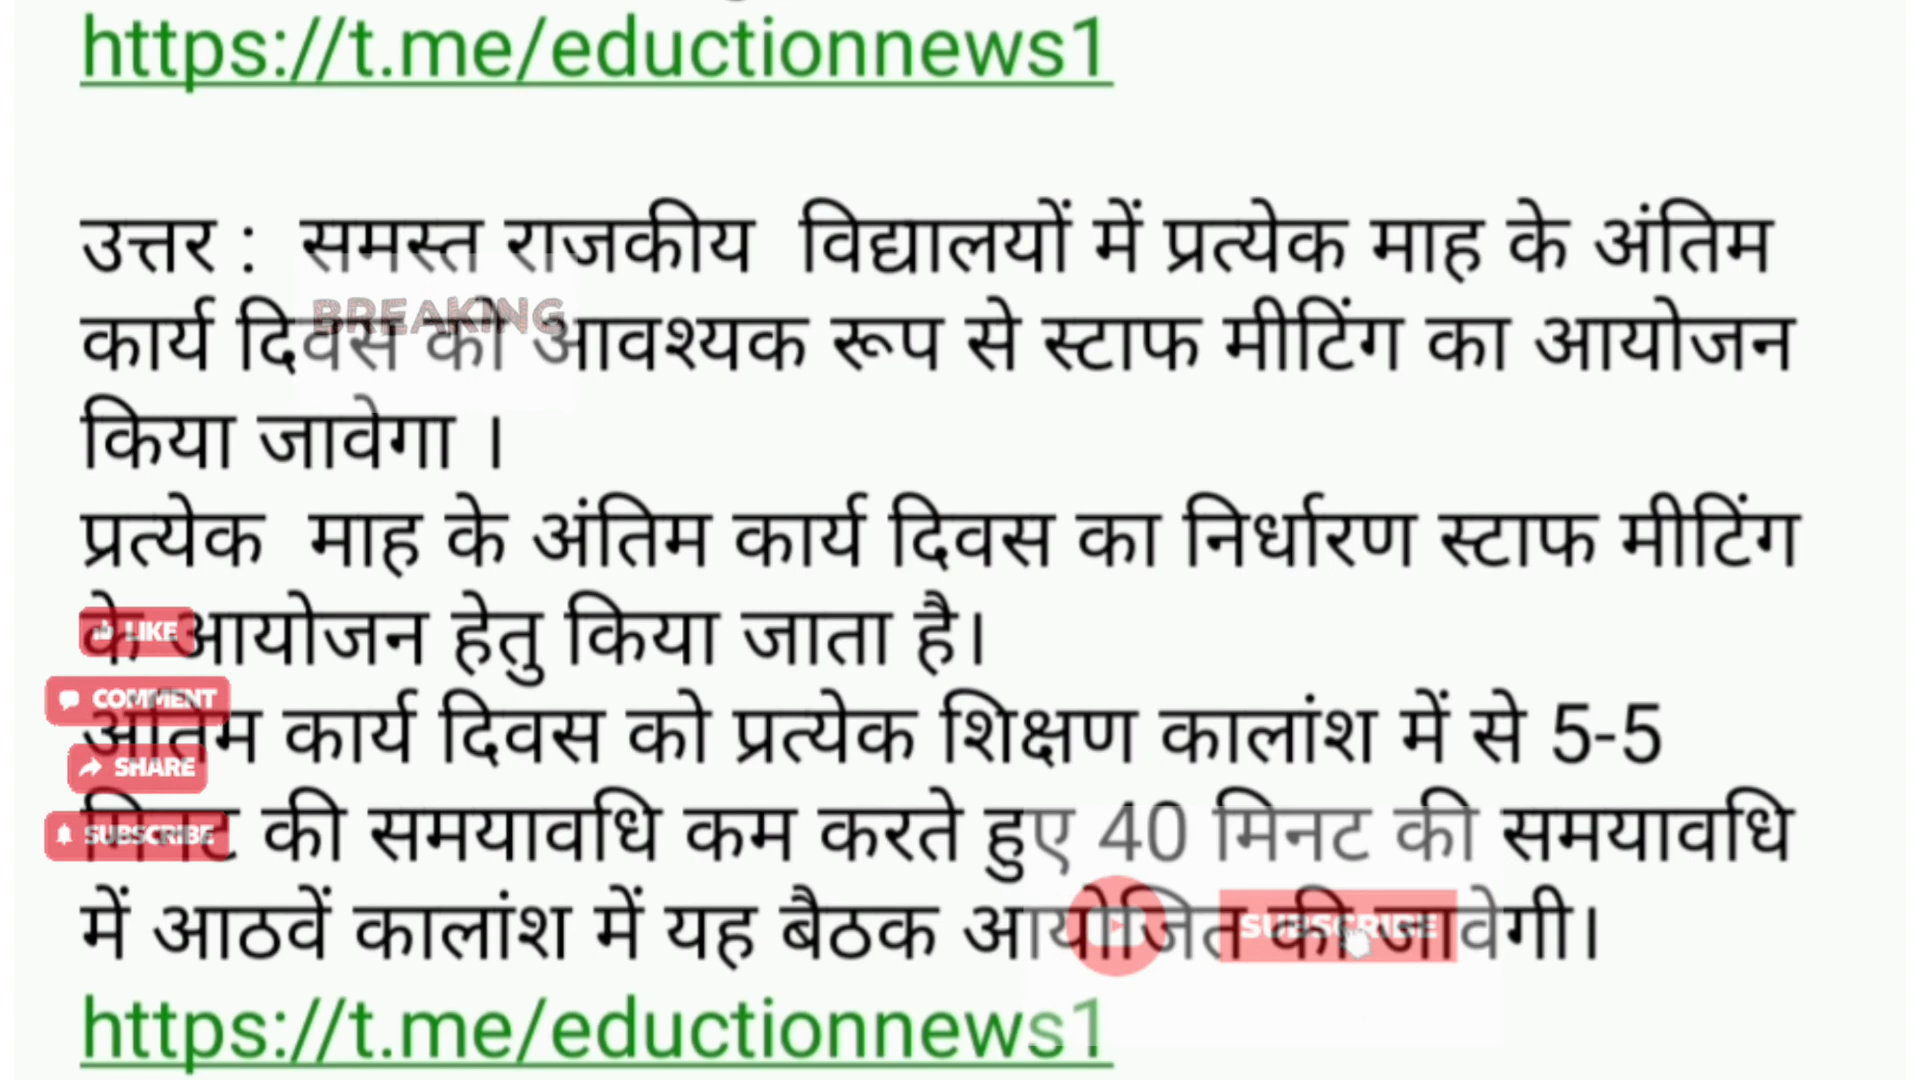 https://t.me/eductionnews1
उत्तर : समस्त राजकीय विद्यालयों में प्रत्येक माह के अंतिम
BREAKING
कार्य दिवस को आवश्यक रूप से स्टाफ मीटिंग का आयोजन
किया जावेगा ।
प्रत्येक माह के अंतिम कार्य दिवस का निर्धारण स्टाफ मीटिंग
के आयोजन हेतु किया जाता है।
LIKE
COMMENT
अंतिम कार्य दिवस को प्रत्येक शिक्षण कालांश में से 5-5
SHARE
मिनट की समयावधि कम करते हुए 40 मिनट की समयावधि
SUBSCRIBE
में आठवें कालांश में यह बैठक आयोजित की जावेगी।
SUBSCRIBE
https://t.me/eductionnews1